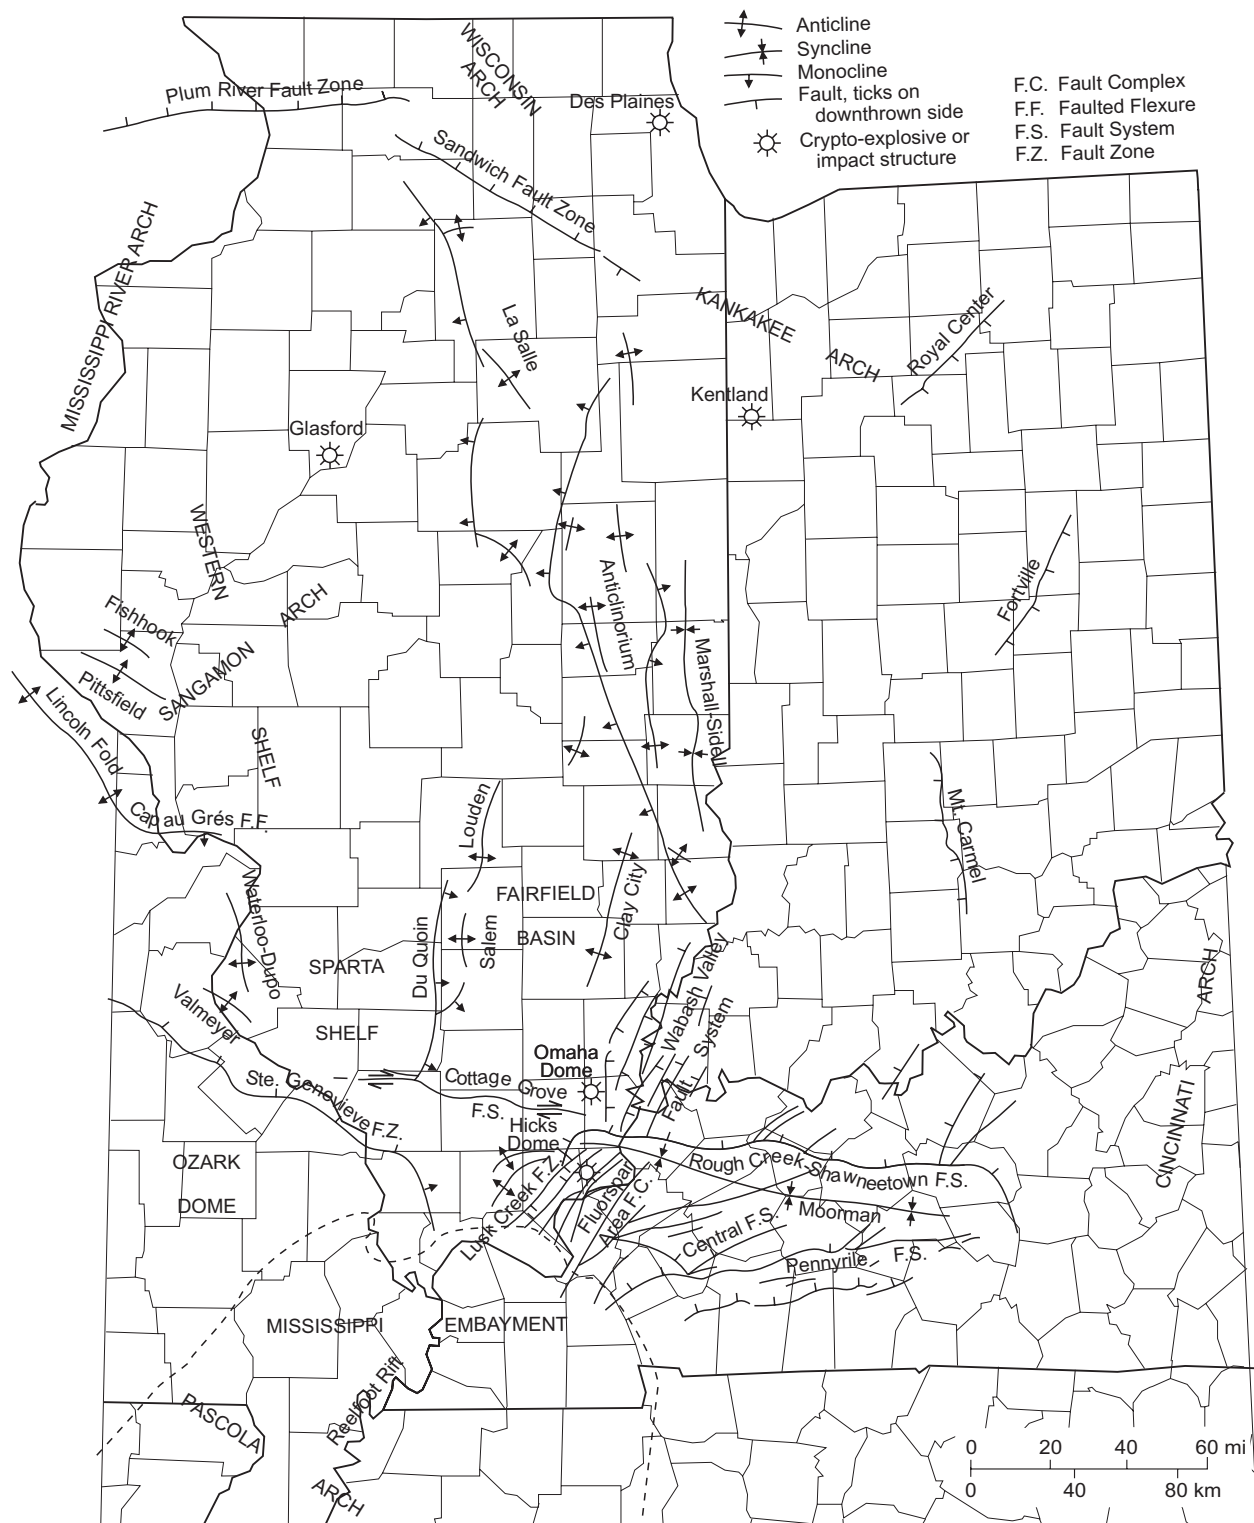 Anticline
Syncline
Monocline
Fault, ticks on
downthrown side
Crypto-explosive or
impact structure
F.C. Fault Complex
F.F. Faulted Flexure
F.S. Fault System
F.Z. Fault Zone
WISCONSIN
ARCH
Plum River Fault Zone
Des Plaines
Sandwich Fault Zone
MISSISSIPPI RIVER ARCH
KANKAKEE
ARCH
Royal Center
La Salle
Kentland
Glasford
WESTERN
Anticlinorium
Fortville
Fishhook
ARCH
SANGAMON
Pittsfield
Lincoln Fold
Marshall-Sidell
SHELF
Cap au Grés F.F.
Louden
Mt. Carmel
Waterloo-Dupo
FAIRFIELD
Clay City
Du Quoin
Salem
BASIN
SPARTA
ARCH
Valmeyer
SHELF
Wabash Valley
System
Fault
Omaha
Dome
Ste. Genevieve F.Z.
Cottage Grove
F.S.
Hicks
Dome
CINCINNATI
OZARK
DOME
Rough Creek-Shawneetown F.S.
Lusk Creek F.Z.
Fluorspar
Area F.C.
Moorman
Central F.S.
Pennyrile F.S.
MISSISSIPPI EMBAYMENT
Reelfoot Rift
PASCOLA
ARCH
0 20 40 60 mi
0 40 80 km